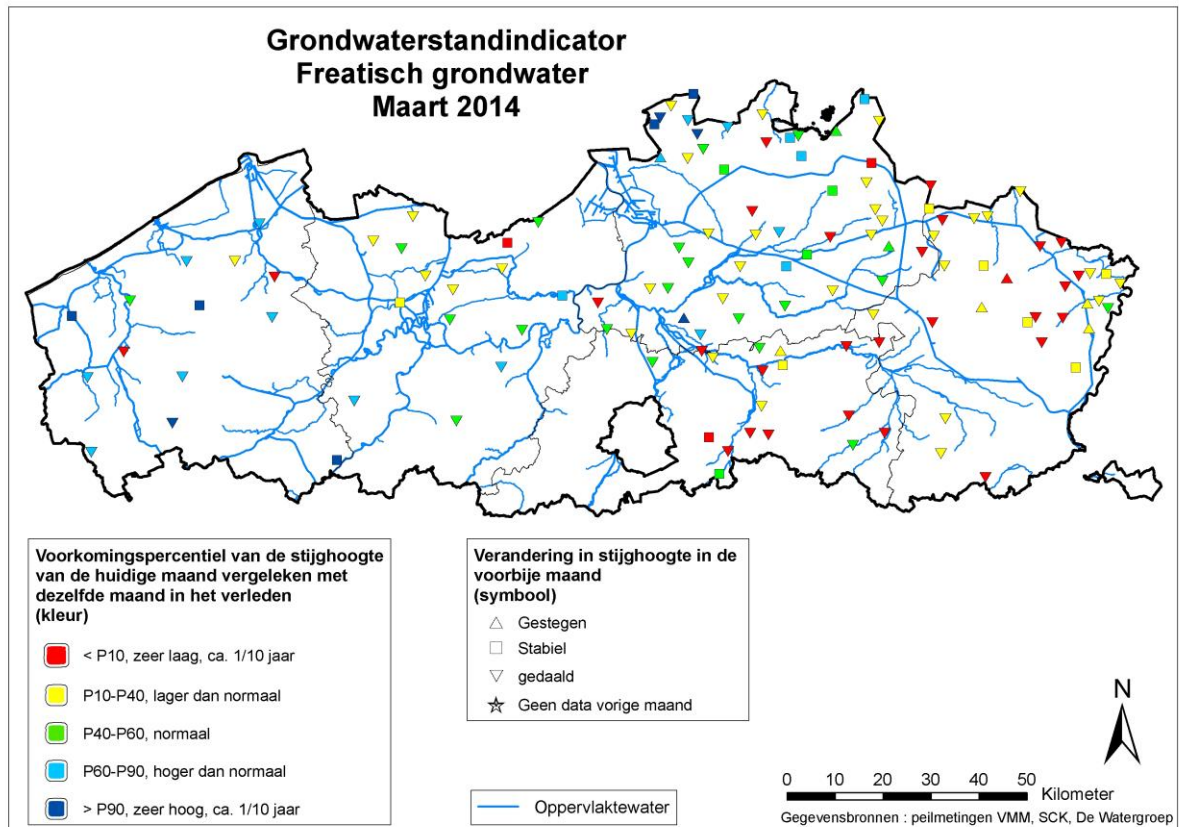 Grondwaterstandindicator
Freatisch grondwater
Maart 2014
Voorkomingspercentiel van de stijghoogte
van de huidige maand vergeleken met
dezelfde maand in het verleden
(kleur)
< P10, zeer laag, ca. 1/10 jaar
P10-P40, lager dan normaal
P40-P60, normaal
P60-P90, hoger dan normaal
> P90, zeer hoog, ca. 1/10 jaar
Verandering in stijghoogte in de
voorbije maand
(symbool)
Gestegen
Stabiel
gedaald
Geen data vorige maand
Oppervlaktewater
N
0 10 20 30 40 50
Kilometer
Gegevensbronnen : peilmetingen VMM, SCK, De Watergroep